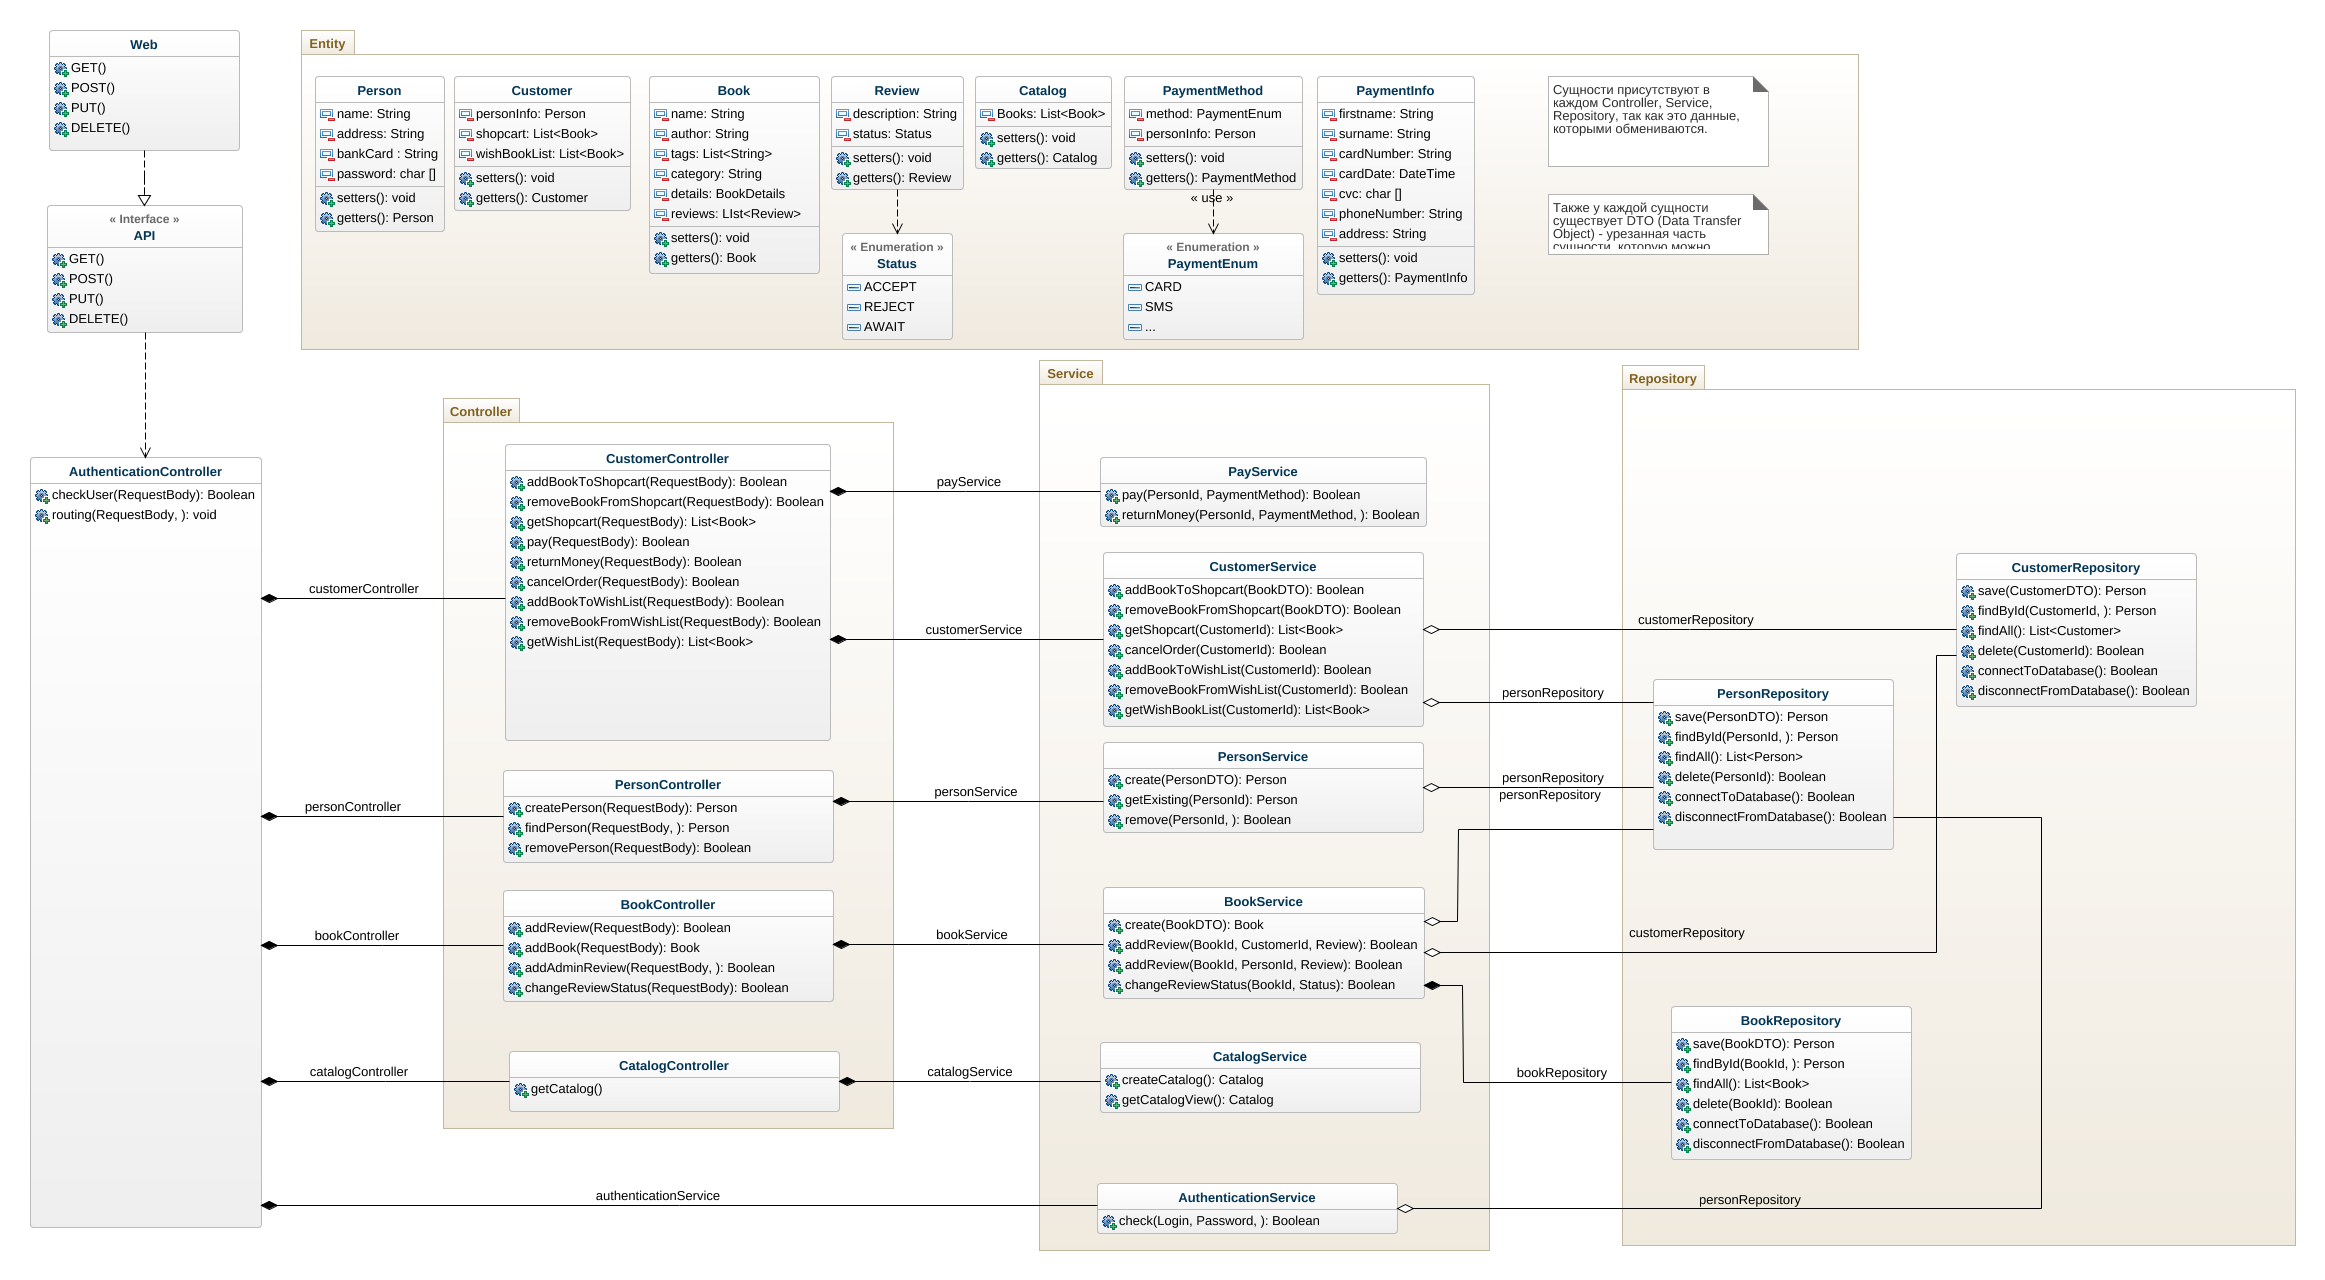 Web
GET()
POST()
PUT()
DELETE()
« Interface »
API
GET()
POST()
PUT()
DELETE()
Entity
Person
name: String
address: String
bankCard : String
password: char []
setters(): void
getters(): Person
Customer
personInfo: Person
shopcart: List<Book>
wishBookList: List<Book>
setters(): void
getters(): Customer
Book
name: String
author: String
tags: List<String>
category: String
details: BookDetails
reviews: LIst<Review>
setters(): void
getters(): Book
Review
description: String
status: Status
setters(): void
getters(): Review
« Enumeration »
Status
ACCEPT
REJECT
AWAIT
Catalog
Books: List<Book>
setters(): void
getters(): Catalog
PaymentMethod
method: PaymentEnum
personInfo: Person
setters(): void
getters(): PaymentMethod
« use »
« Enumeration »
PaymentEnum
CARD
SMS
...
PaymentInfo
firstname: String
surname: String
cardNumber: String
cardDate: DateTime
cvc: char []
phoneNumber: String
address: String
setters(): void
getters(): PaymentInfo
Сущности присутствуют в
каждом Controller, Service,
Repository, так как это данные,
которыми обмениваются.
Также у каждой сущности
существует DTO (Data Transfer
Object) - урезанная часть
сущности, которую можно
AuthenticationController
checkUser(RequestBody): Boolean
routing(RequestBody, ): void
customerController
personController
bookController
catalogController
authenticationService
Controller
CustomerController
addBookToShopcart(RequestBody): Boolean
removeBookFromShopcart(RequestBody): Boolean
getShopcart(RequestBody): List<Book>
pay(RequestBody): Boolean
returnMoney(RequestBody): Boolean
cancelOrder(RequestBody): Boolean
addBookToWishList(RequestBody): Boolean
removeBookFromWishList(RequestBody): Boolean
getWishList(RequestBody): List<Book>
PersonController
createPerson(RequestBody): Person
findPerson(RequestBody, ): Person
removePerson(RequestBody): Boolean
BookController
addReview(RequestBody): Boolean
addBook(RequestBody): Book
addAdminReview(RequestBody, ): Boolean
changeReviewStatus(RequestBody): Boolean
CatalogController
getCatalog()
payService
customerService
personService
bookService
catalogService
Service
PayService
pay(PersonId, PaymentMethod): Boolean
returnMoney(PersonId, PaymentMethod, ): Boolean
CustomerService
addBookToShopcart(BookDTO): Boolean
removeBookFromShopcart(BookDTO): Boolean
getShopcart(CustomerId): List<Book>
cancelOrder(CustomerId): Boolean
addBookToWishList(CustomerId): Boolean
removeBookFromWishList(CustomerId): Boolean
getWishBookList(CustomerId): List<Book>
PersonService
create(PersonDTO): Person
getExisting(PersonId): Person
remove(PersonId, ): Boolean
BookService
create(BookDTO): Book
addReview(BookId, CustomerId, Review): Boolean
addReview(BookId, PersonId, Review): Boolean
changeReviewStatus(BookId, Status): Boolean
CatalogService
createCatalog(): Catalog
getCatalogView(): Catalog
AuthenticationService
check(Login, Password, ): Boolean
customerRepository
personRepository
personRepository
personRepository
customerRepository
bookRepository
personRepository
Repository
CustomerRepository
save(CustomerDTO): Person
findById(CustomerId, ): Person
findAll(): List<Customer>
delete(CustomerId): Boolean
connectToDatabase(): Boolean
disconnectFromDatabase(): Boolean
PersonRepository
save(PersonDTO): Person
findById(PersonId, ): Person
findAll(): List<Person>
delete(PersonId): Boolean
connectToDatabase(): Boolean
disconnectFromDatabase(): Boolean
BookRepository
save(BookDTO): Person
findById(BookId, ): Person
findAll(): List<Book>
delete(BookId): Boolean
connectToDatabase(): Boolean
disconnectFromDatabase(): Boolean